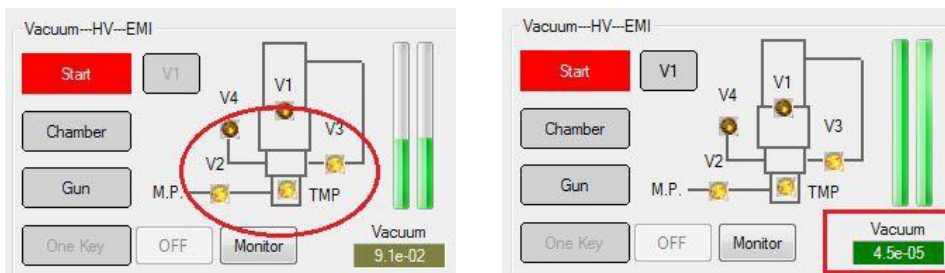 Vacuum---HV---EMI
Start
V1
V4
V1
Chamber
V3
V2
Gun
M.P.
TMP
Vacuum
One Key
OFF
Monitor
9.1e-02
Vacuum---HV---EMI
Start
V1
V4
V1
Chamber
V3
V2
Gun
M.P.
TMP
Vacuum
One Key
OFF
Monitor
4.5e-05